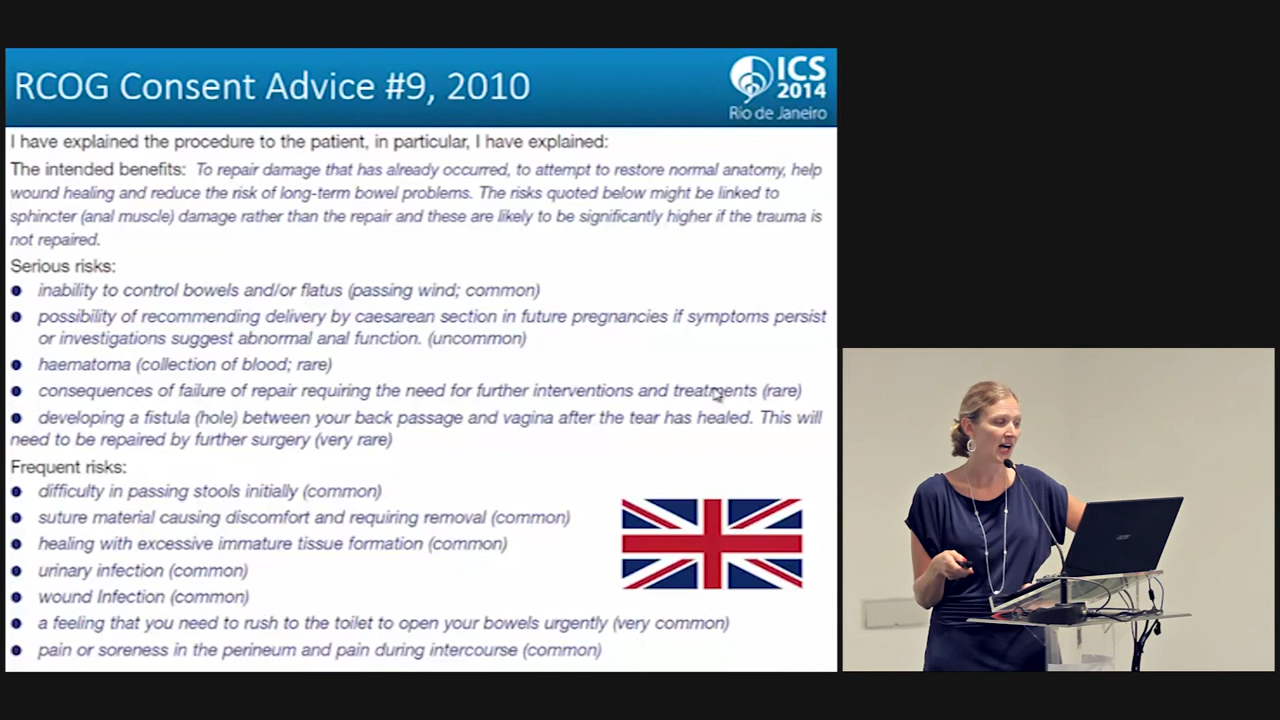 RCOG Consent Advice #9, 2010
ICS
2014
Rio de Janeiro
I have explained the procedure to the patient, in particular, I have explained:
The intended benefits: To repair damage that has already occurred, to attempt to restore normal anatomy, help
wound healing and reduce the risk of long-term bowel problems. The risks quoted below might be linked to
sphincter (anal muscle) damage rather than the repair and these are likely to be significantly higher if the trauma is
not repaired.
Serious risks:
● inability to control bowels and/or flatus (passing wind; common)
● possibility of recommending delivery by caesarean section in future pregnancies if symptoms persist
or investigations suggest abnormal anal function. (uncommon)
● haematoma (collection of blood; rare)
● consequences of failure of repair requiring the need for further interventions and treatments (rare)
● developing a fistula (hole) between your back passage and vagina after the tear has healed. This will
need to be repaired by further surgery (very rare)
Frequent risks:
● difficulty in passing stools initially (common)
● suture material causing discomfort and requiring removal (common)
● healing with excessive immature tissue formation (common)
● urinary infection (common)
● wound Infection (common)
● a feeling that you need to rush to the toilet to open your bowels urgently (very common)
● pain or soreness in the perineum and pain during intercourse (common)
acer